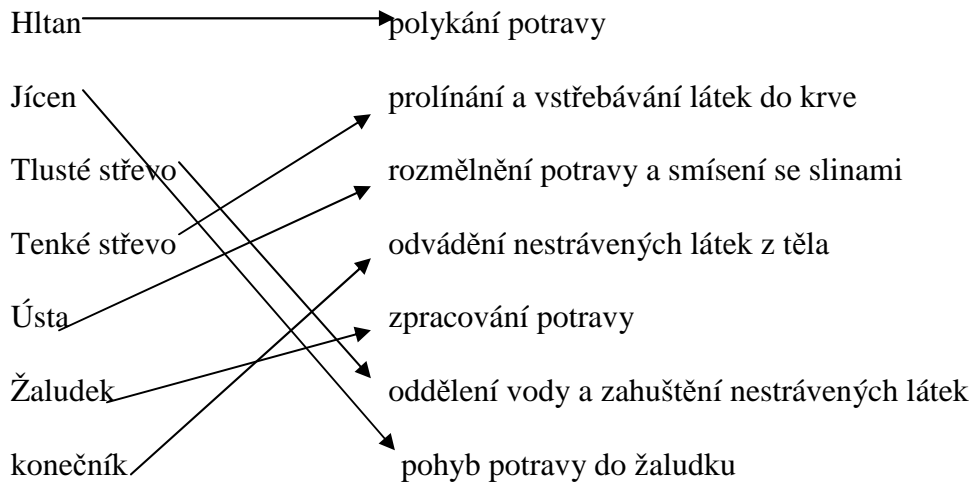 Hltan polykání potravy
Jícen prolínání a vstřebávání látek do krve
Tlusté střevo rozmělnění potravy a smísení se slinami
Tenké střevo odvádění nestrávených látek z těla
Ústa zpracování potravy
Žaludek oddělení vody a zahuštění nestrávených látek
konečník pohyb potravy do žaludku